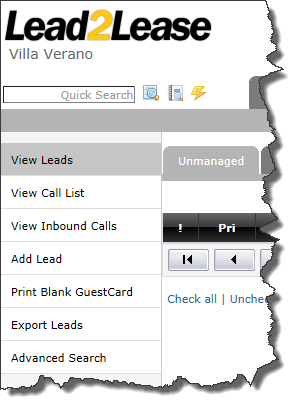 Lead2Lease
Villa Verano
Quick Search
View Leads
Unmanaged
View Call List
View Inbound Calls
! Pri
Add Lead
Print Blank GuestCard
Check all | Unche
Export Leads
Advanced Search